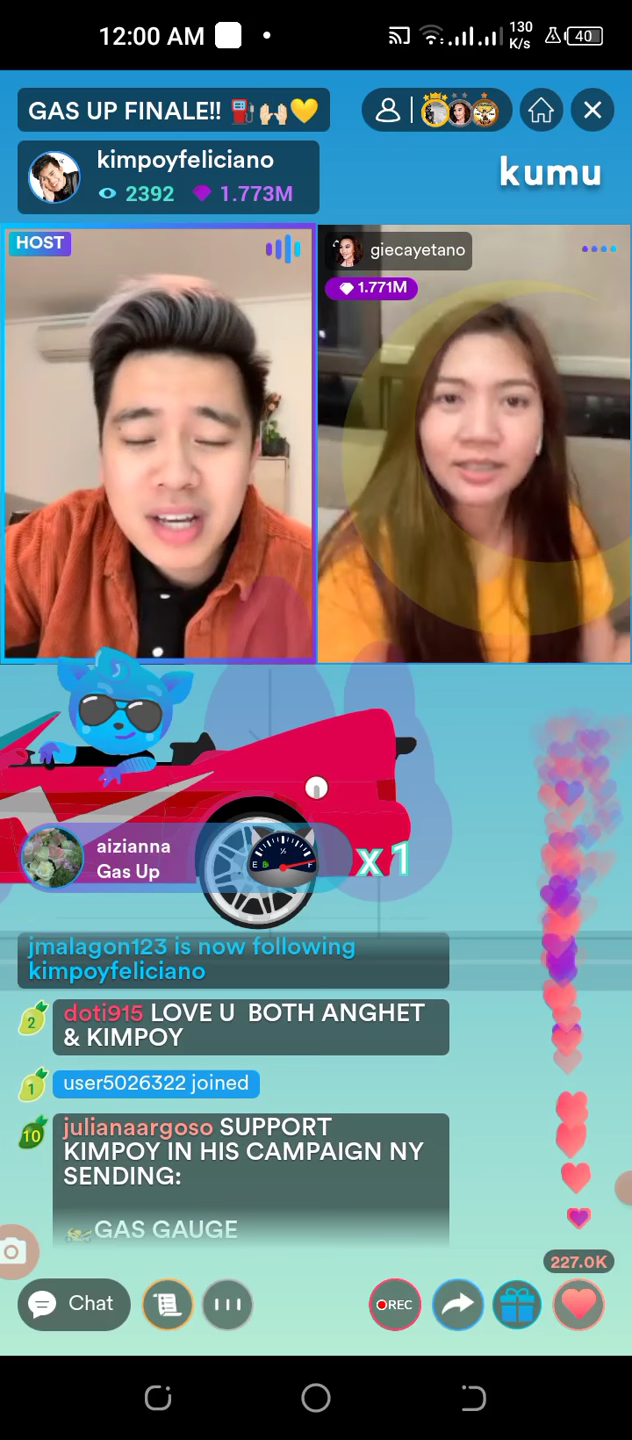 12:00 AM
130
K/s
40
GAS UP FINALE!! ⛽🙌🏻💛
kimpoyfeliciano
2392 1.773M
kumu
HOST
giecayetano
1.771M
aizianna
Gas Up
E F
x1
jmalagon123 is now following
kimpoyfeliciano
2
doti915 LOVE U BOTH ANGHET
& KIMPOY
1
user5026322 joined
10
julianaargoso SUPPORT
KIMPOY IN HIS CAMPAIGN NY
SENDING:
GAS GAUGE
227.0K
Chat
REC